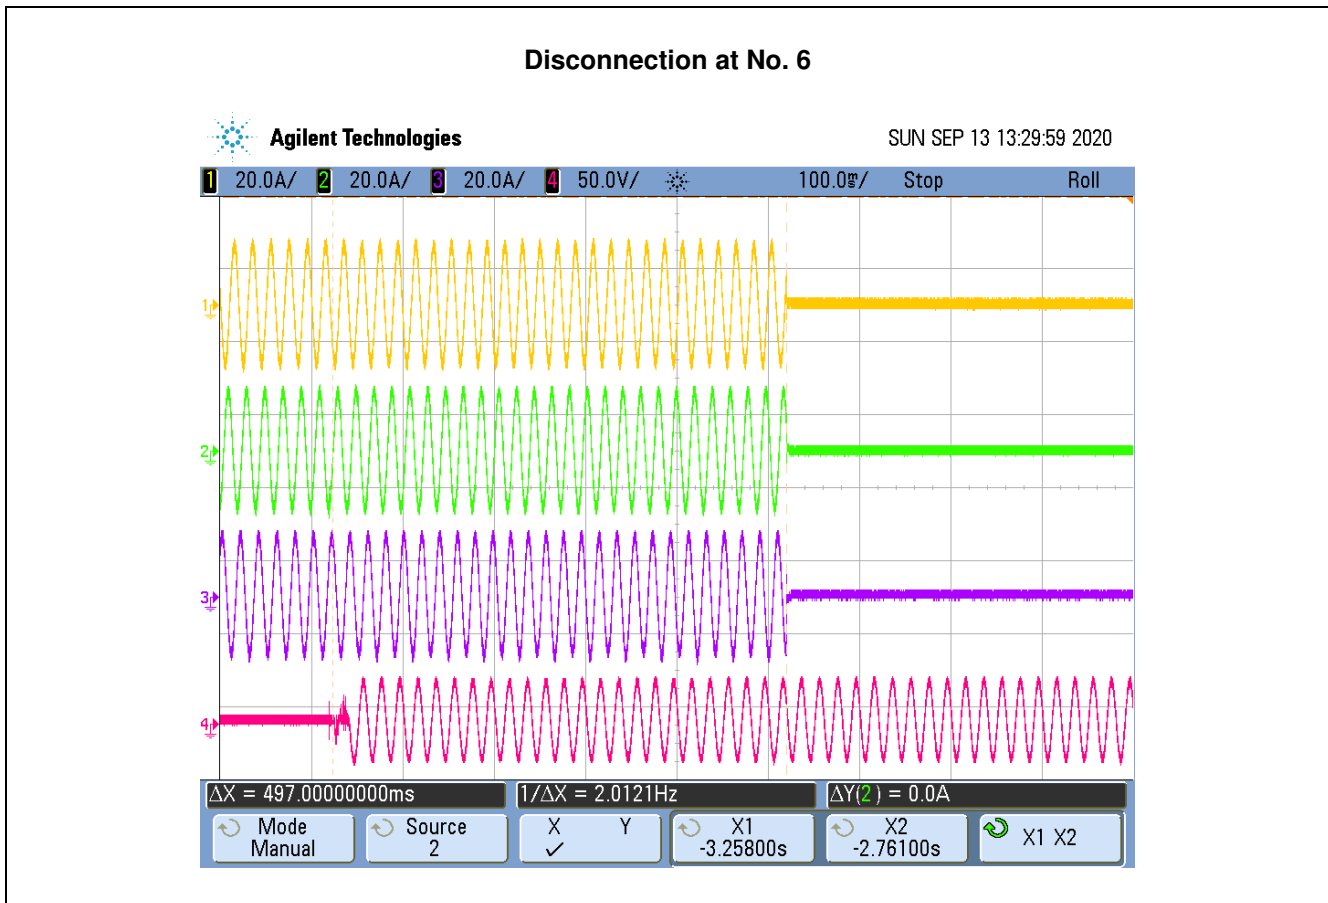 Disconnection at No. 6
Agilent Technologies
SUN SEP 13 13:29:59 2020
1 20.0A/ 2 20.0A/ 3 20.0A/ 4 50.0V/ 100.0ms/ Stop Roll
1
2
3
4
ΔX = 497.00000000ms 1/ΔX = 2.0121Hz ΔY(2) = 0.0A
Mode Manual
Source 2
X Y ✓
X1 -3.25800s
X2 -2.76100s
X1 X2